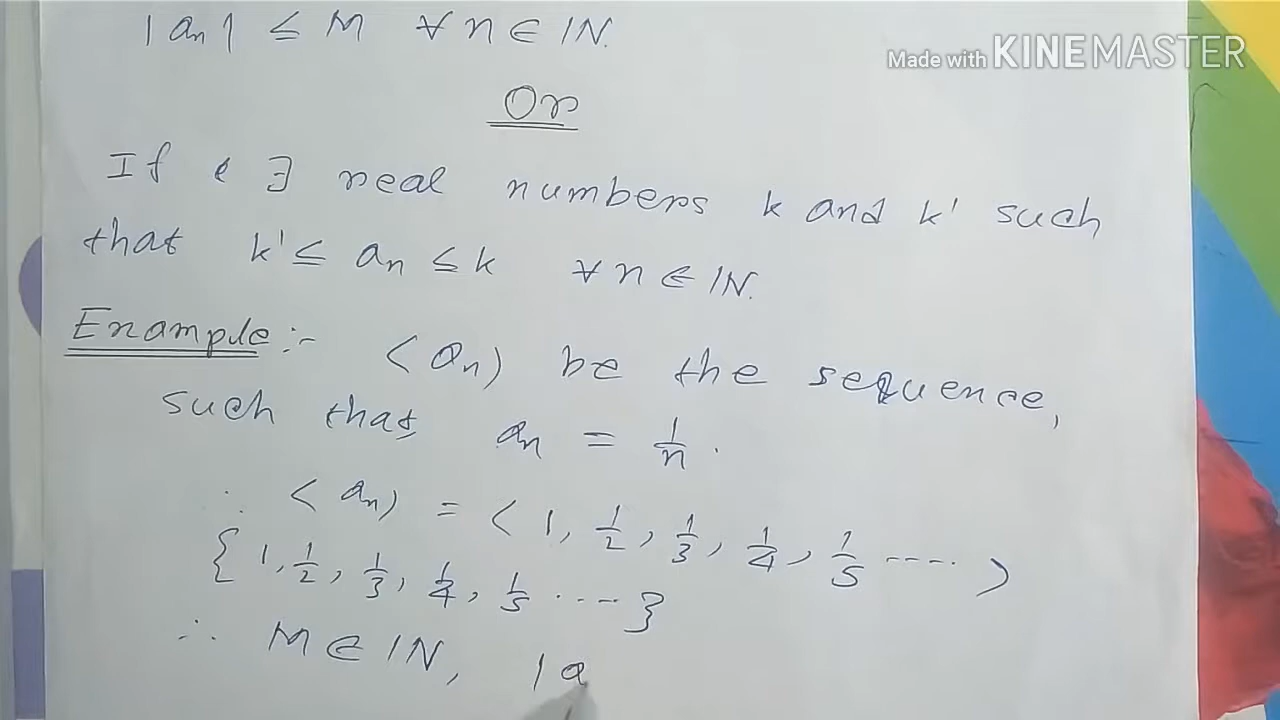 |an| ≤ M ∀ n ∈ IN.
Made with KINEMASTER
Or
If ∃ real numbers k and k' such
that k' ≤ an ≤ k ∀ n ∈ IN.
Example :-
<an> be the sequence,
such that an = 1/n.
∴ <an> = <1, 1/2, 1/3, 1/4, 1/5 ---->
{1, 1/2, 1/3, 1/4, 1/5 ----}
∴ M ∈ IN, |a